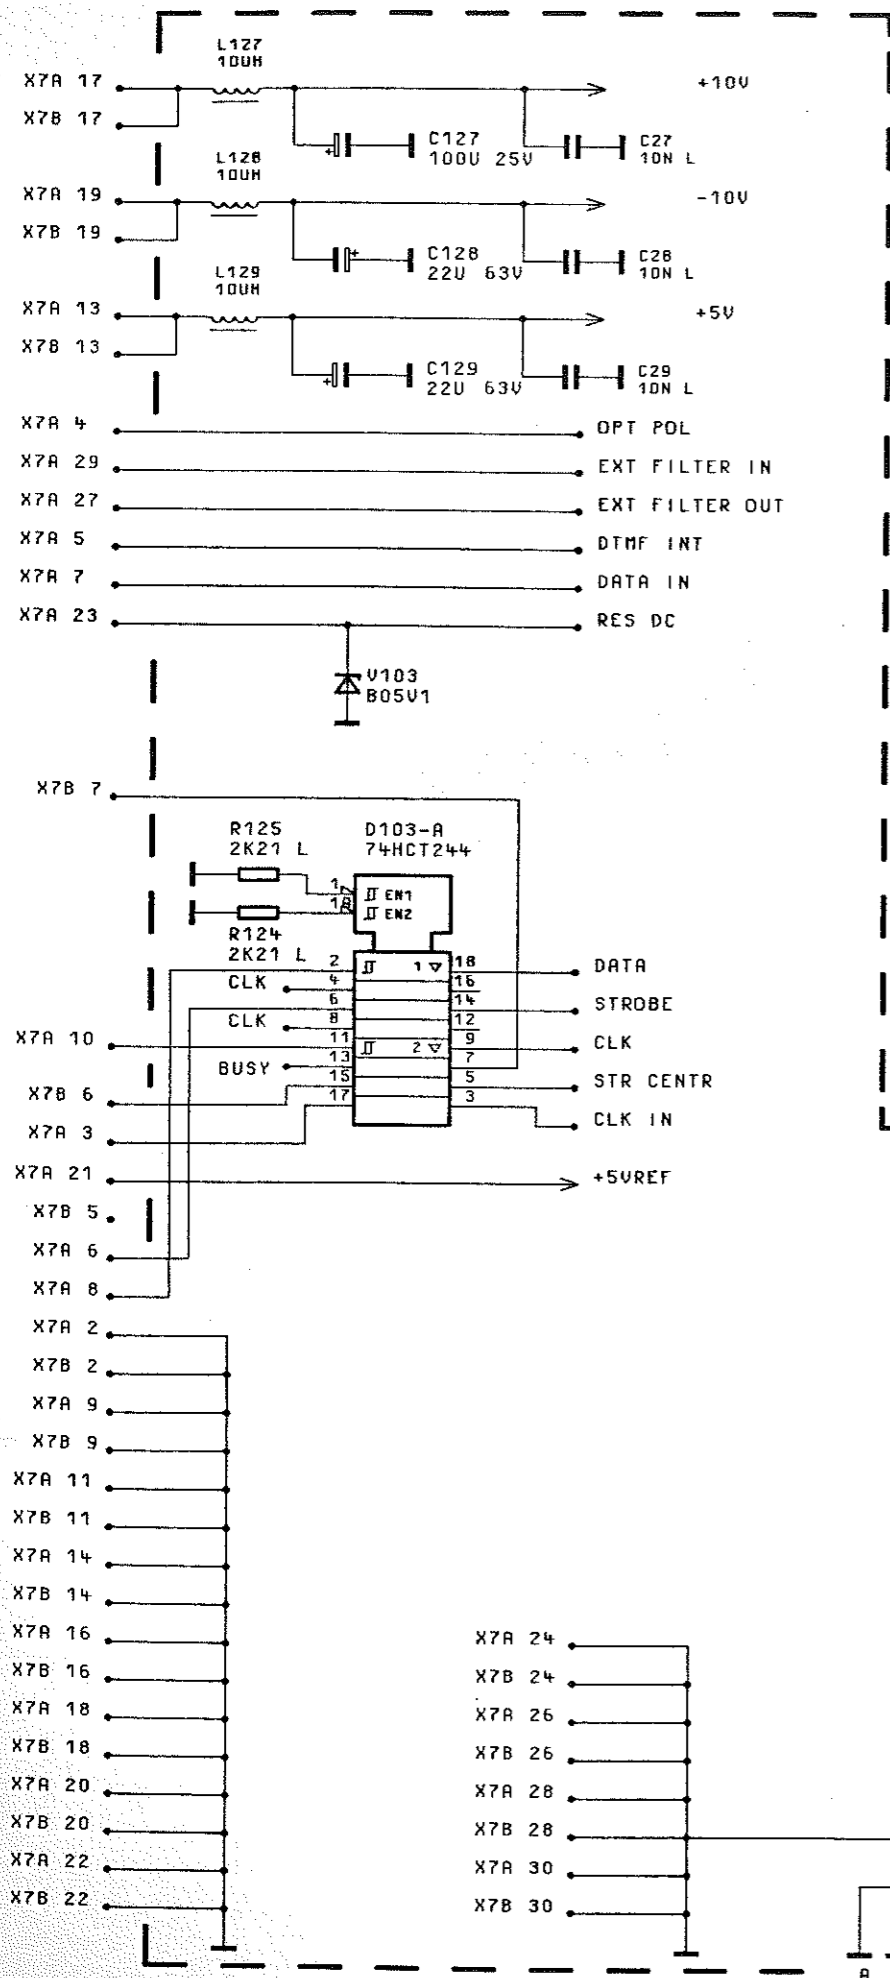 L127
10UH
X7A 17
+10V
X7B 17
C127
100U 25V
C27
10N L
L128
10UH
X7A 19
-10V
X7B 19
C128
22U 63V
C28
10N L
L129
10UH
X7A 13
+5V
X7B 13
C129
22U 63V
C29
10N L
X7A 4
OPT POL
X7A 29
EXT FILTER IN
X7A 27
EXT FILTER OUT
X7A 5
DTMF INT
X7A 7
DATA IN
X7A 23
RES DC
V103
B05V1
X7B 7
R125
2K21 L
D103-A
74HCT244
1
EN1
EN2
R124
2K21 L
2
1
18
DATA
CLK
4
16
6
14
STROBE
CLK
8
12
X7A 10
11
2
9
CLK
BUSY
13
7
X7B 6
15
5
STR CENTR
X7A 3
17
3
CLK IN
X7A 21
+5VREF
X7B 5
X7A 6
X7A 8
X7A 2
X7B 2
X7A 9
X7B 9
X7A 11
X7B 11
X7A 14
X7B 14
X7A 16
X7B 16
X7A 18
X7B 18
X7A 20
X7B 20
X7A 22
X7B 22
X7A 24
X7B 24
X7A 26
X7B 26
X7A 28
X7B 28
X7A 30
X7B 30